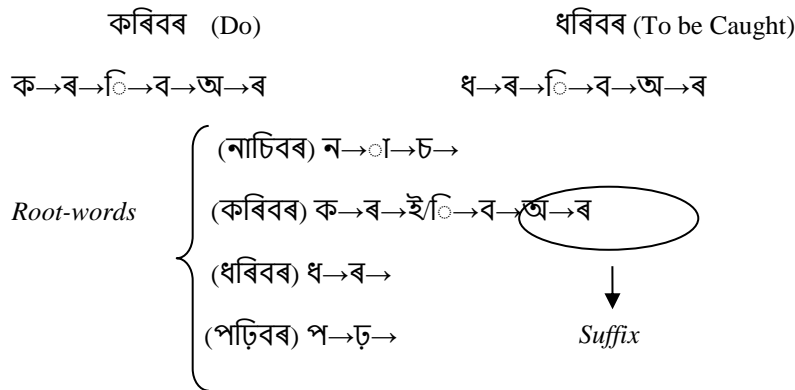 কৰিবৰ (Do) ধৰিবৰ (To be Caught)
ক→ৰ→ি→ব→অ→ৰ ধ→ৰ→ি→ব→অ→ৰ
(নাচিবৰ) ন→া→চ→
Root-words (কৰিবৰ) ক→ৰ→ই/ি→ব→অ→ৰ
(ধৰিবৰ) ধ→ৰ→
(পঢ়িবৰ) প→ঢ়→ Suffix